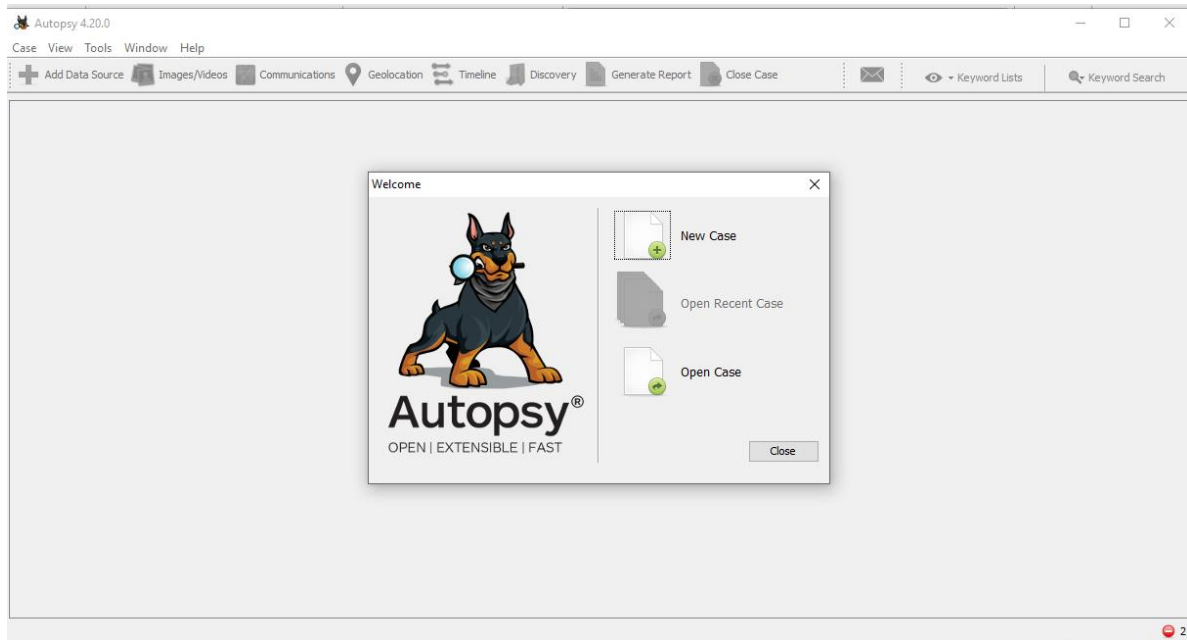 Autopsy 4.20.0
Case View Tools Window Help
Add Data Source Images/Videos Communications Geolocation Timeline Discovery Generate Report Close Case Keyword Lists Keyword Search
Welcome
New Case
Open Recent Case
Open Case
Autopsy®
OPEN | EXTENSIBLE | FAST
Close
2